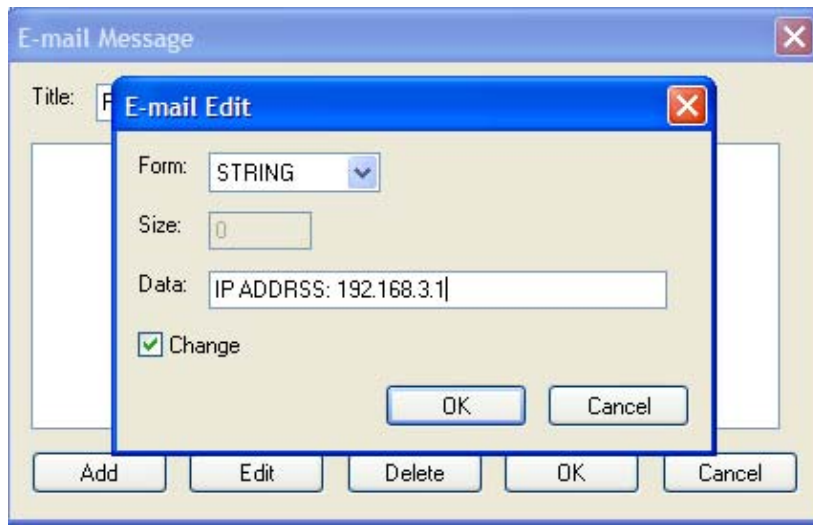 E-mail Message
Title:
E-mail Edit
Form: STRING
Size: 0
Data: IP ADDRSS: 192.168.3.1
Change
OK Cancel
Add Edit Delete OK Cancel